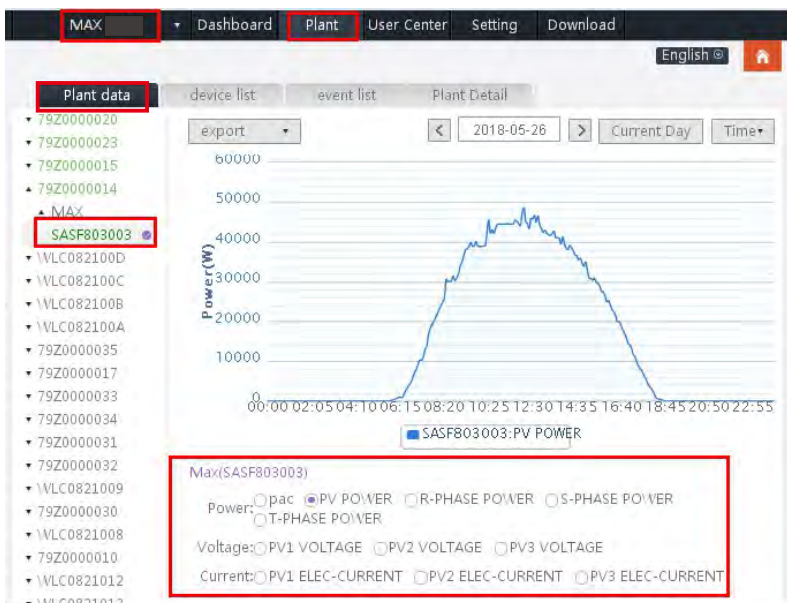 MAX Dashboard Plant User Center Setting Download
English
Plant data device list event list Plant Detail
79Z0000020
79Z0000023
79Z0000015
79Z0000014
MAX
SASF803003
WLC082100D
WLC082100C
WLC082100B
WLC082100A
79Z0000035
79Z0000017
79Z0000033
79Z0000034
79Z0000031
79Z0000032
WLC0821009
79Z0000030
WLC0821008
79Z0000010
WLC0821012
export 2018-05-26 Current Day Time
60000
50000
40000
30000
20000
10000
0
Power(W)
00:00 02:05 04:10 06:15 08:20 10:25 12:30 14:35 16:40 18:45 20:50 22:55
SASF803003:PV POWER
Max(SASF803003)
Power: pac PV POWER R-PHASE POWER S-PHASE POWER
T-PHASE POWER
Voltage: PV1 VOLTAGE PV2 VOLTAGE PV3 VOLTAGE
Current: PV1 ELEC-CURRENT PV2 ELEC-CURRENT PV3 ELEC-CURRENT